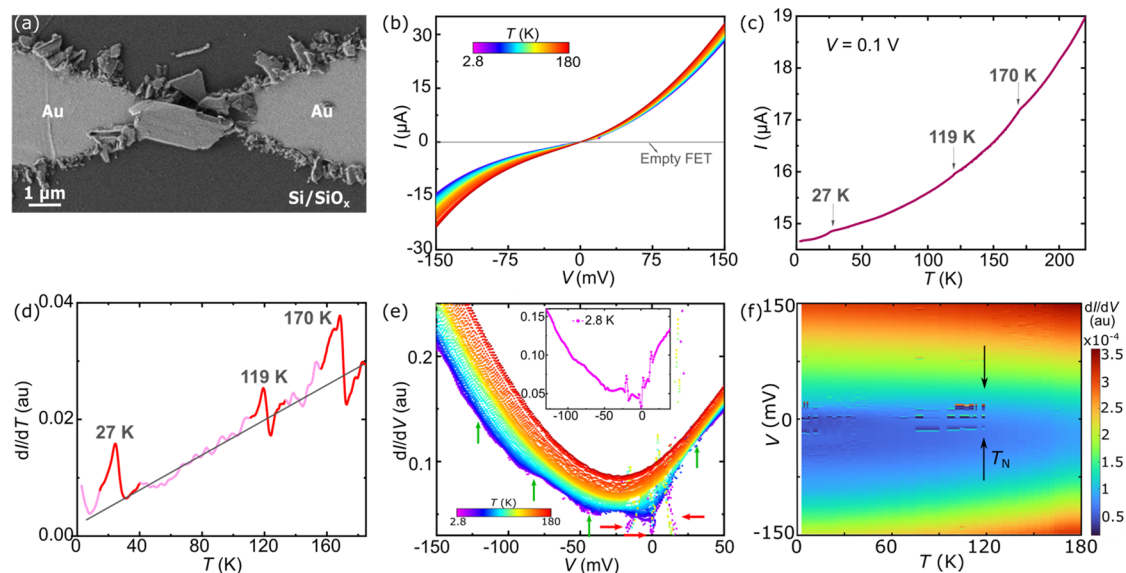 (a)
Au
Au
1 µm
Si/SiOx
(b)
T (K)
2.8
180
Empty FET
I (µA)
30
15
0
-15
-30
-150
-75
0
75
150
V (mV)
(c)
V = 0.1 V
170 K
119 K
27 K
I (µA)
19
18
17
16
15
0
25
50
75
100
125
150
175
200
T (K)
(d)
170 K
119 K
27 K
dI/dT (au)
0.04
0.02
0.00
0
40
80
120
160
T (K)
(e)
2.8 K
0.15
0.10
0.05
-100
-50
0
T (K)
2.8
180
dI/dV (au)
0.2
0.1
-150
-100
-50
0
50
V (mV)
(f)
dI/dV
(au)
×10⁻⁴
3.5
3
2.5
2
1.5
1
0.5
TN
V (mV)
150
0
-150
0
60
120
180
T (K)